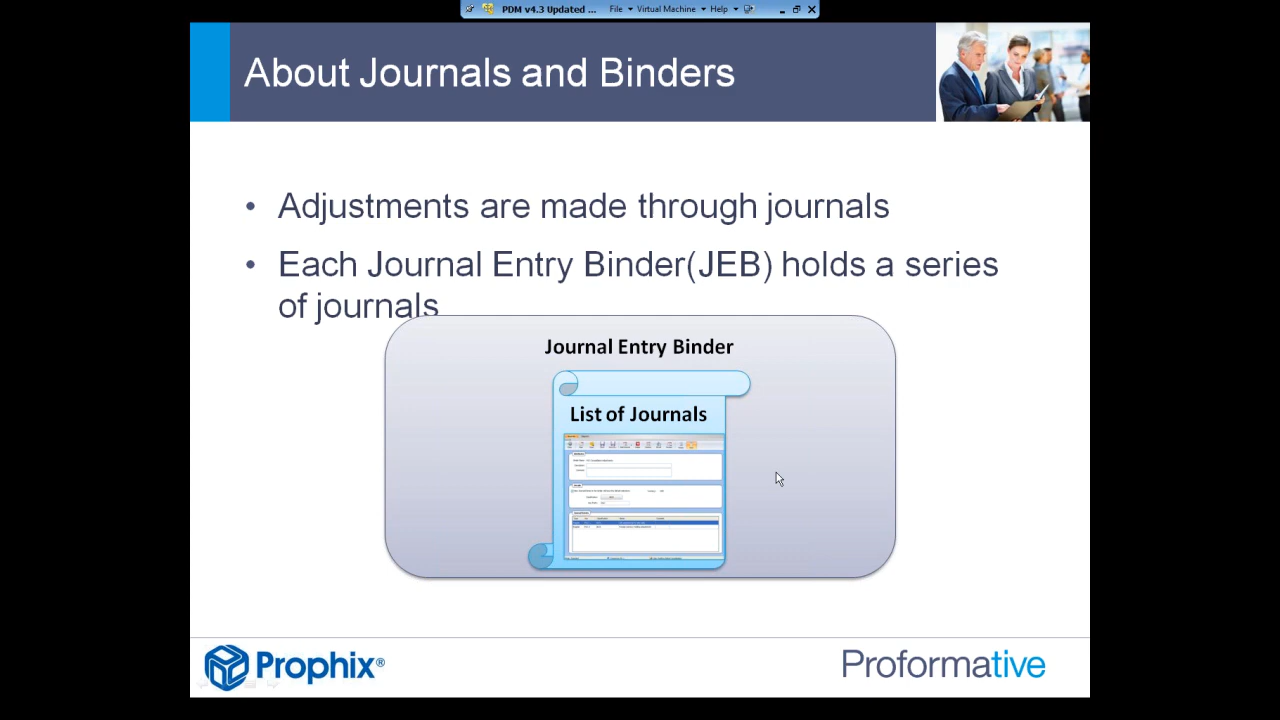 PDM v4.3 Updated ... File Virtual Machine Help
About Journals and Binders
• Adjustments are made through journals
• Each Journal Entry Binder(JEB) holds a series
of journals
Journal Entry Binder
List of Journals
Prophix®
Proformative